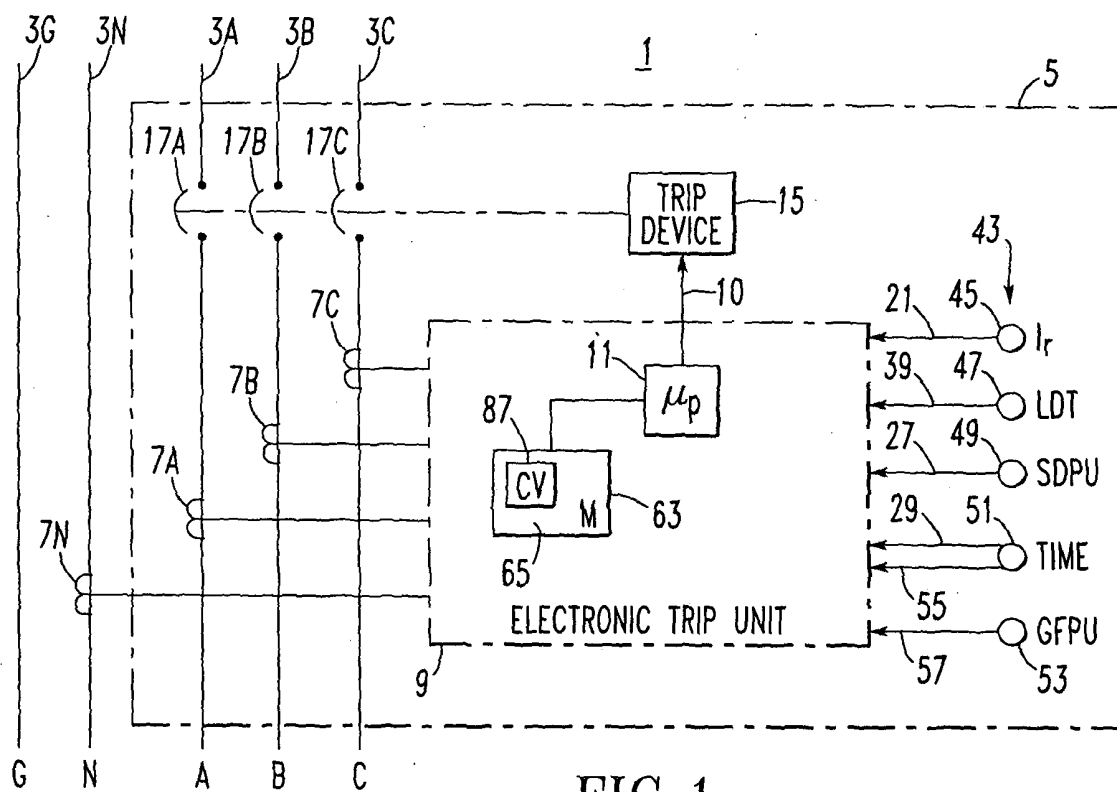 3G 3N 3A 3B 3C
1
5
17A 17B 17C
TRIP
DEVICE
15
43
10
7C
21 45
Ir
11
μp
7B
39 47
LDT
87
CV
27 49
SDPU
7A
M
63
29 51
TIME
7N
65
55
ELECTRONIC TRIP UNIT
GFPU
9
57
53
G N A B C
FIG. 1